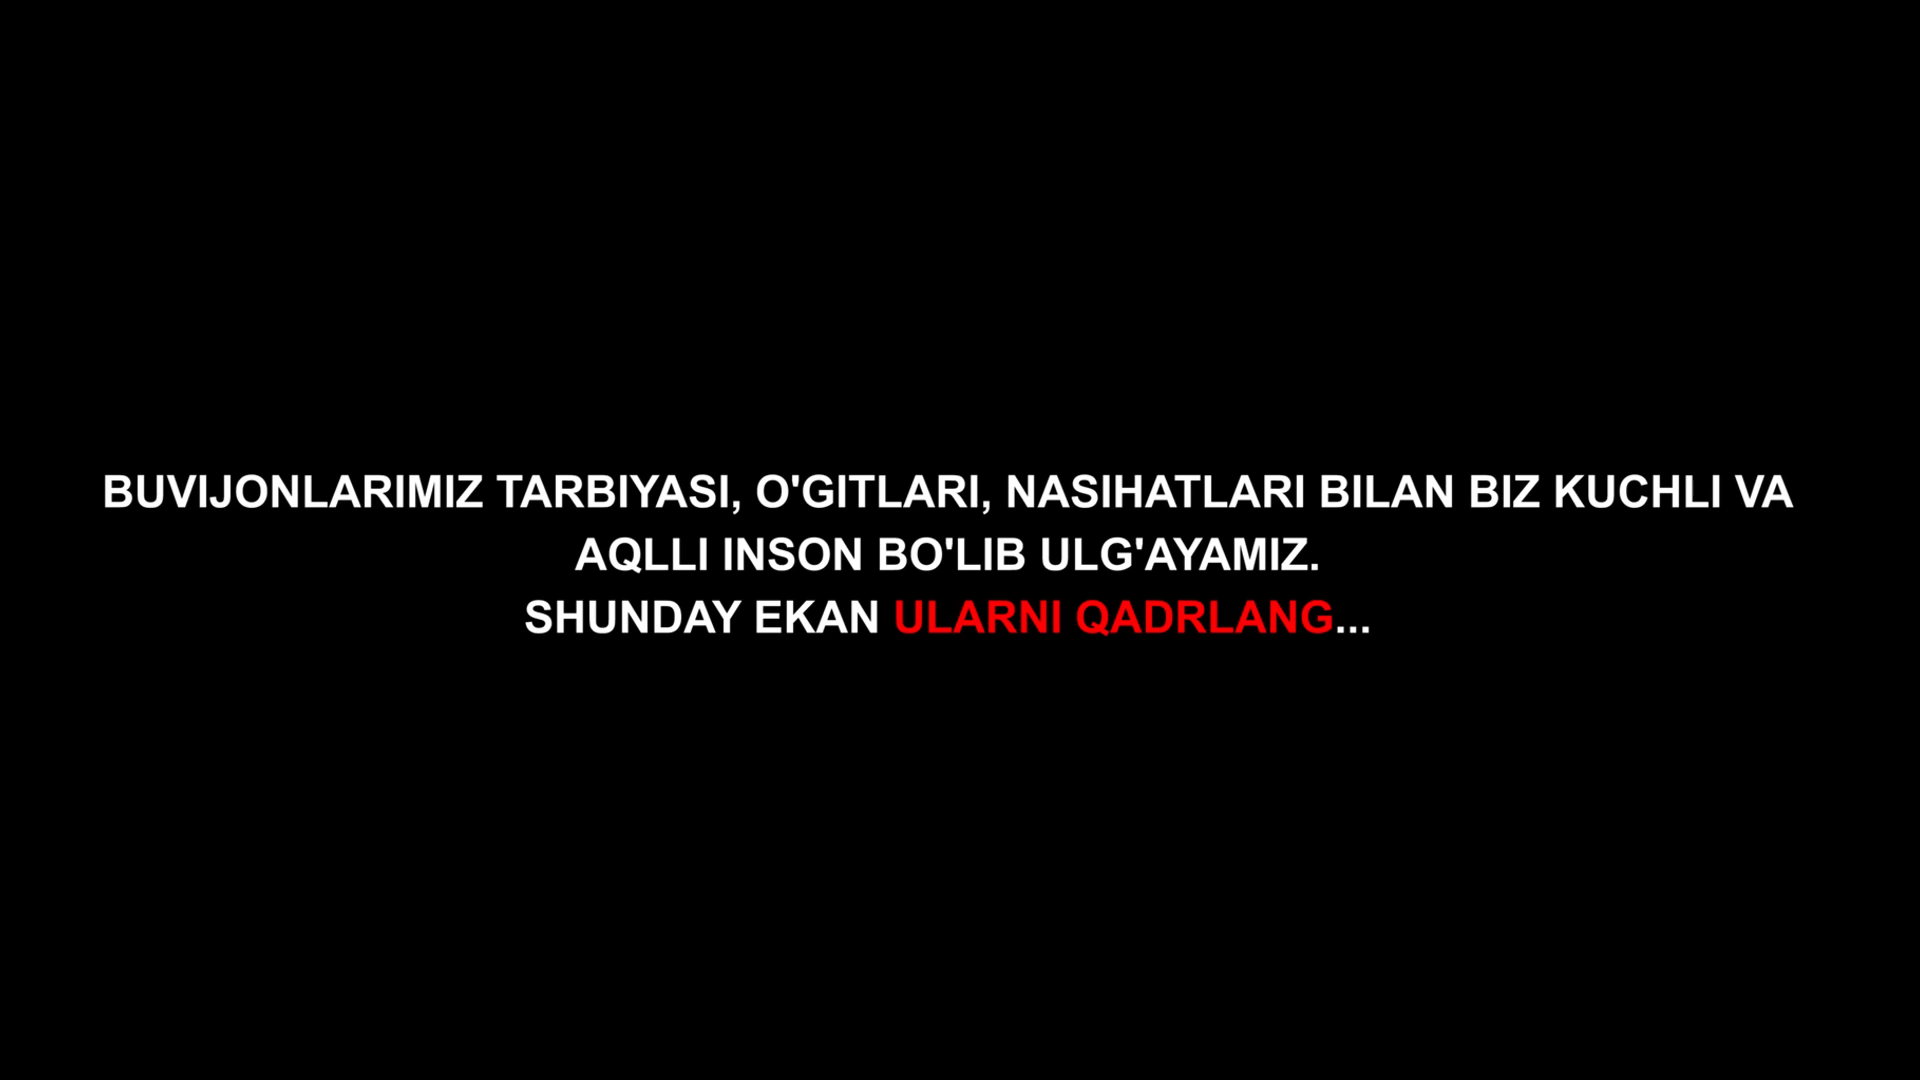 BUVIJONLARIMIZ TARBIYASI, O'GITLARI, NASIHATLARI BILAN BIZ KUCHLI VA
AQLLI INSON BO'LIB ULG'AYAMIZ.
SHUNDAY EKAN ULARNI QADRLANG...